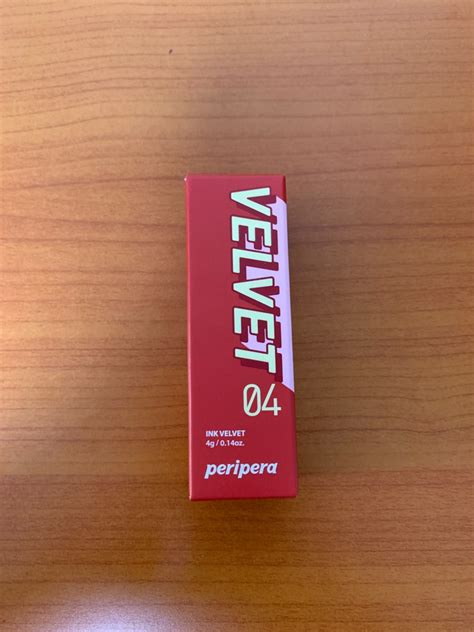 VELVET
04
INK VELVET
4g / 0.14oz.
peripera